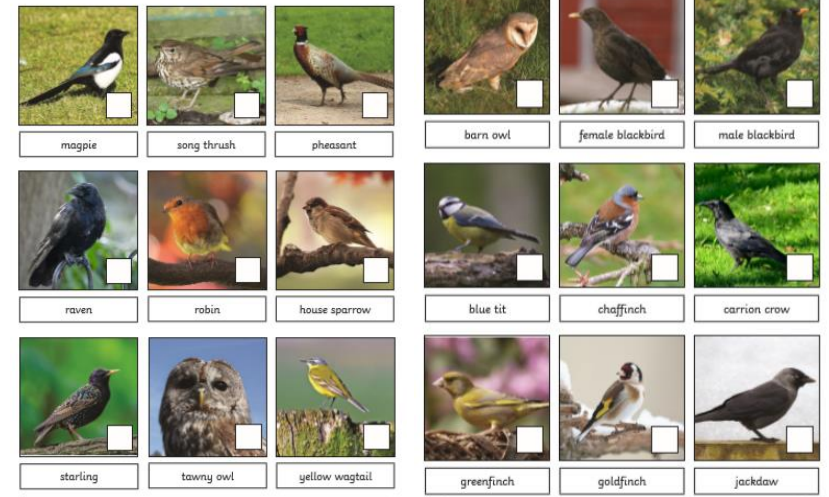 magpie
song thrush
pheasant
barn owl
female blackbird
male blackbird
raven
robin
house sparrow
blue tit
chaffinch
carrion crow
starling
tawny owl
yellow wagtail
greenfinch
goldfinch
jackdaw